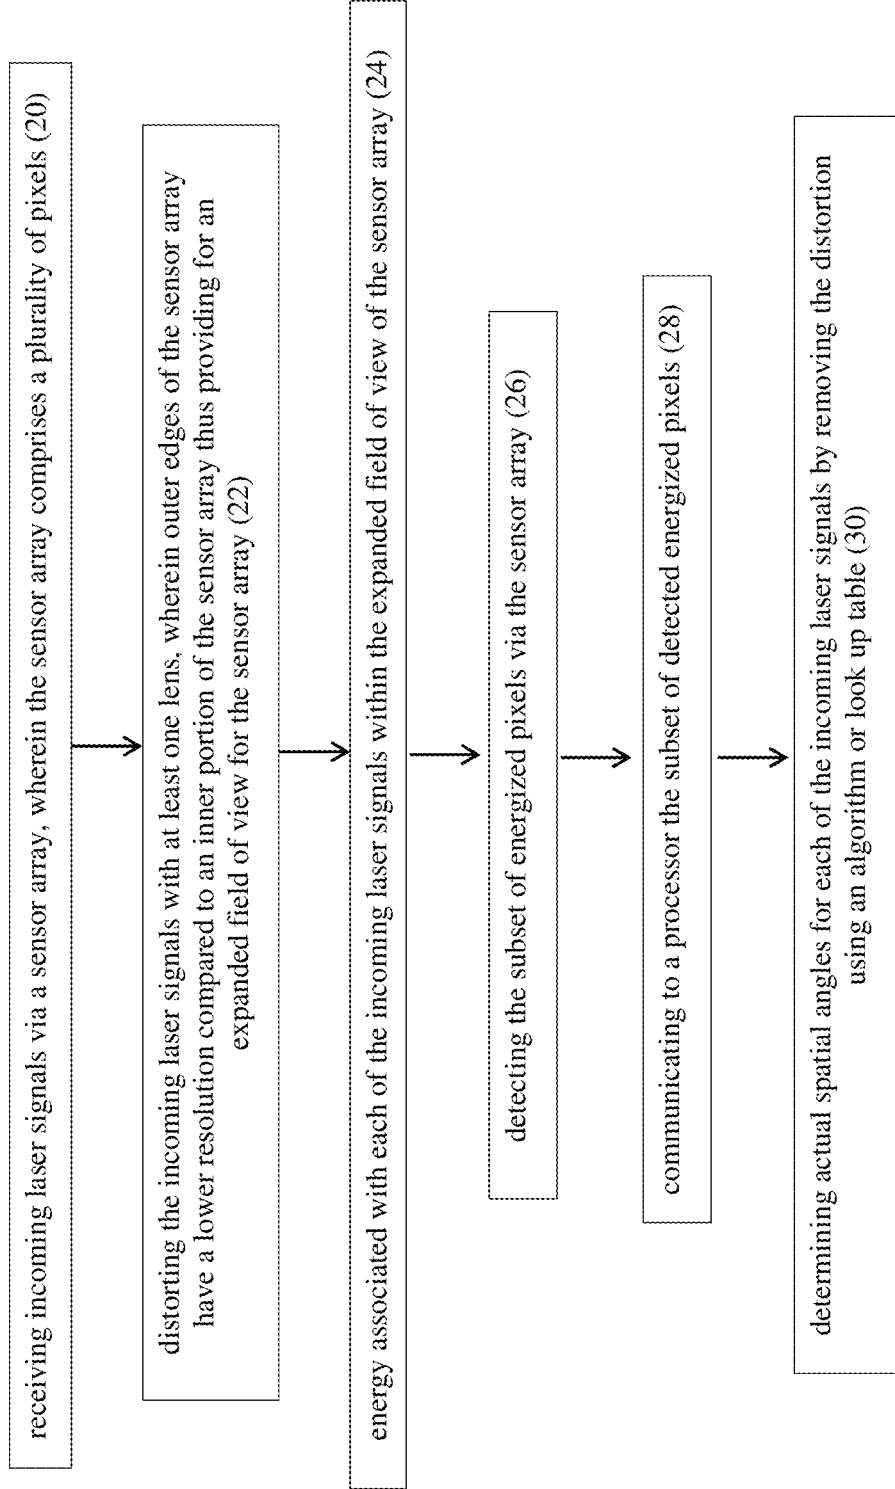 receiving incoming laser signals via a sensor array, wherein the sensor array comprises a plurality of pixels (20)
distorting the incoming laser signals with at least one lens, wherein outer edges of the sensor array
have a lower resolution compared to an inner portion of the sensor array thus providing for an
expanded field of view for the sensor array (22)
energy associated with each of the incoming laser signals within the expanded field of view of the sensor array (24)
detecting the subset of energized pixels via the sensor array (26)
communicating to a processor the subset of detected energized pixels (28)
determining actual spatial angles for each of the incoming laser signals by removing the distortion
using an algorithm or look up table (30)